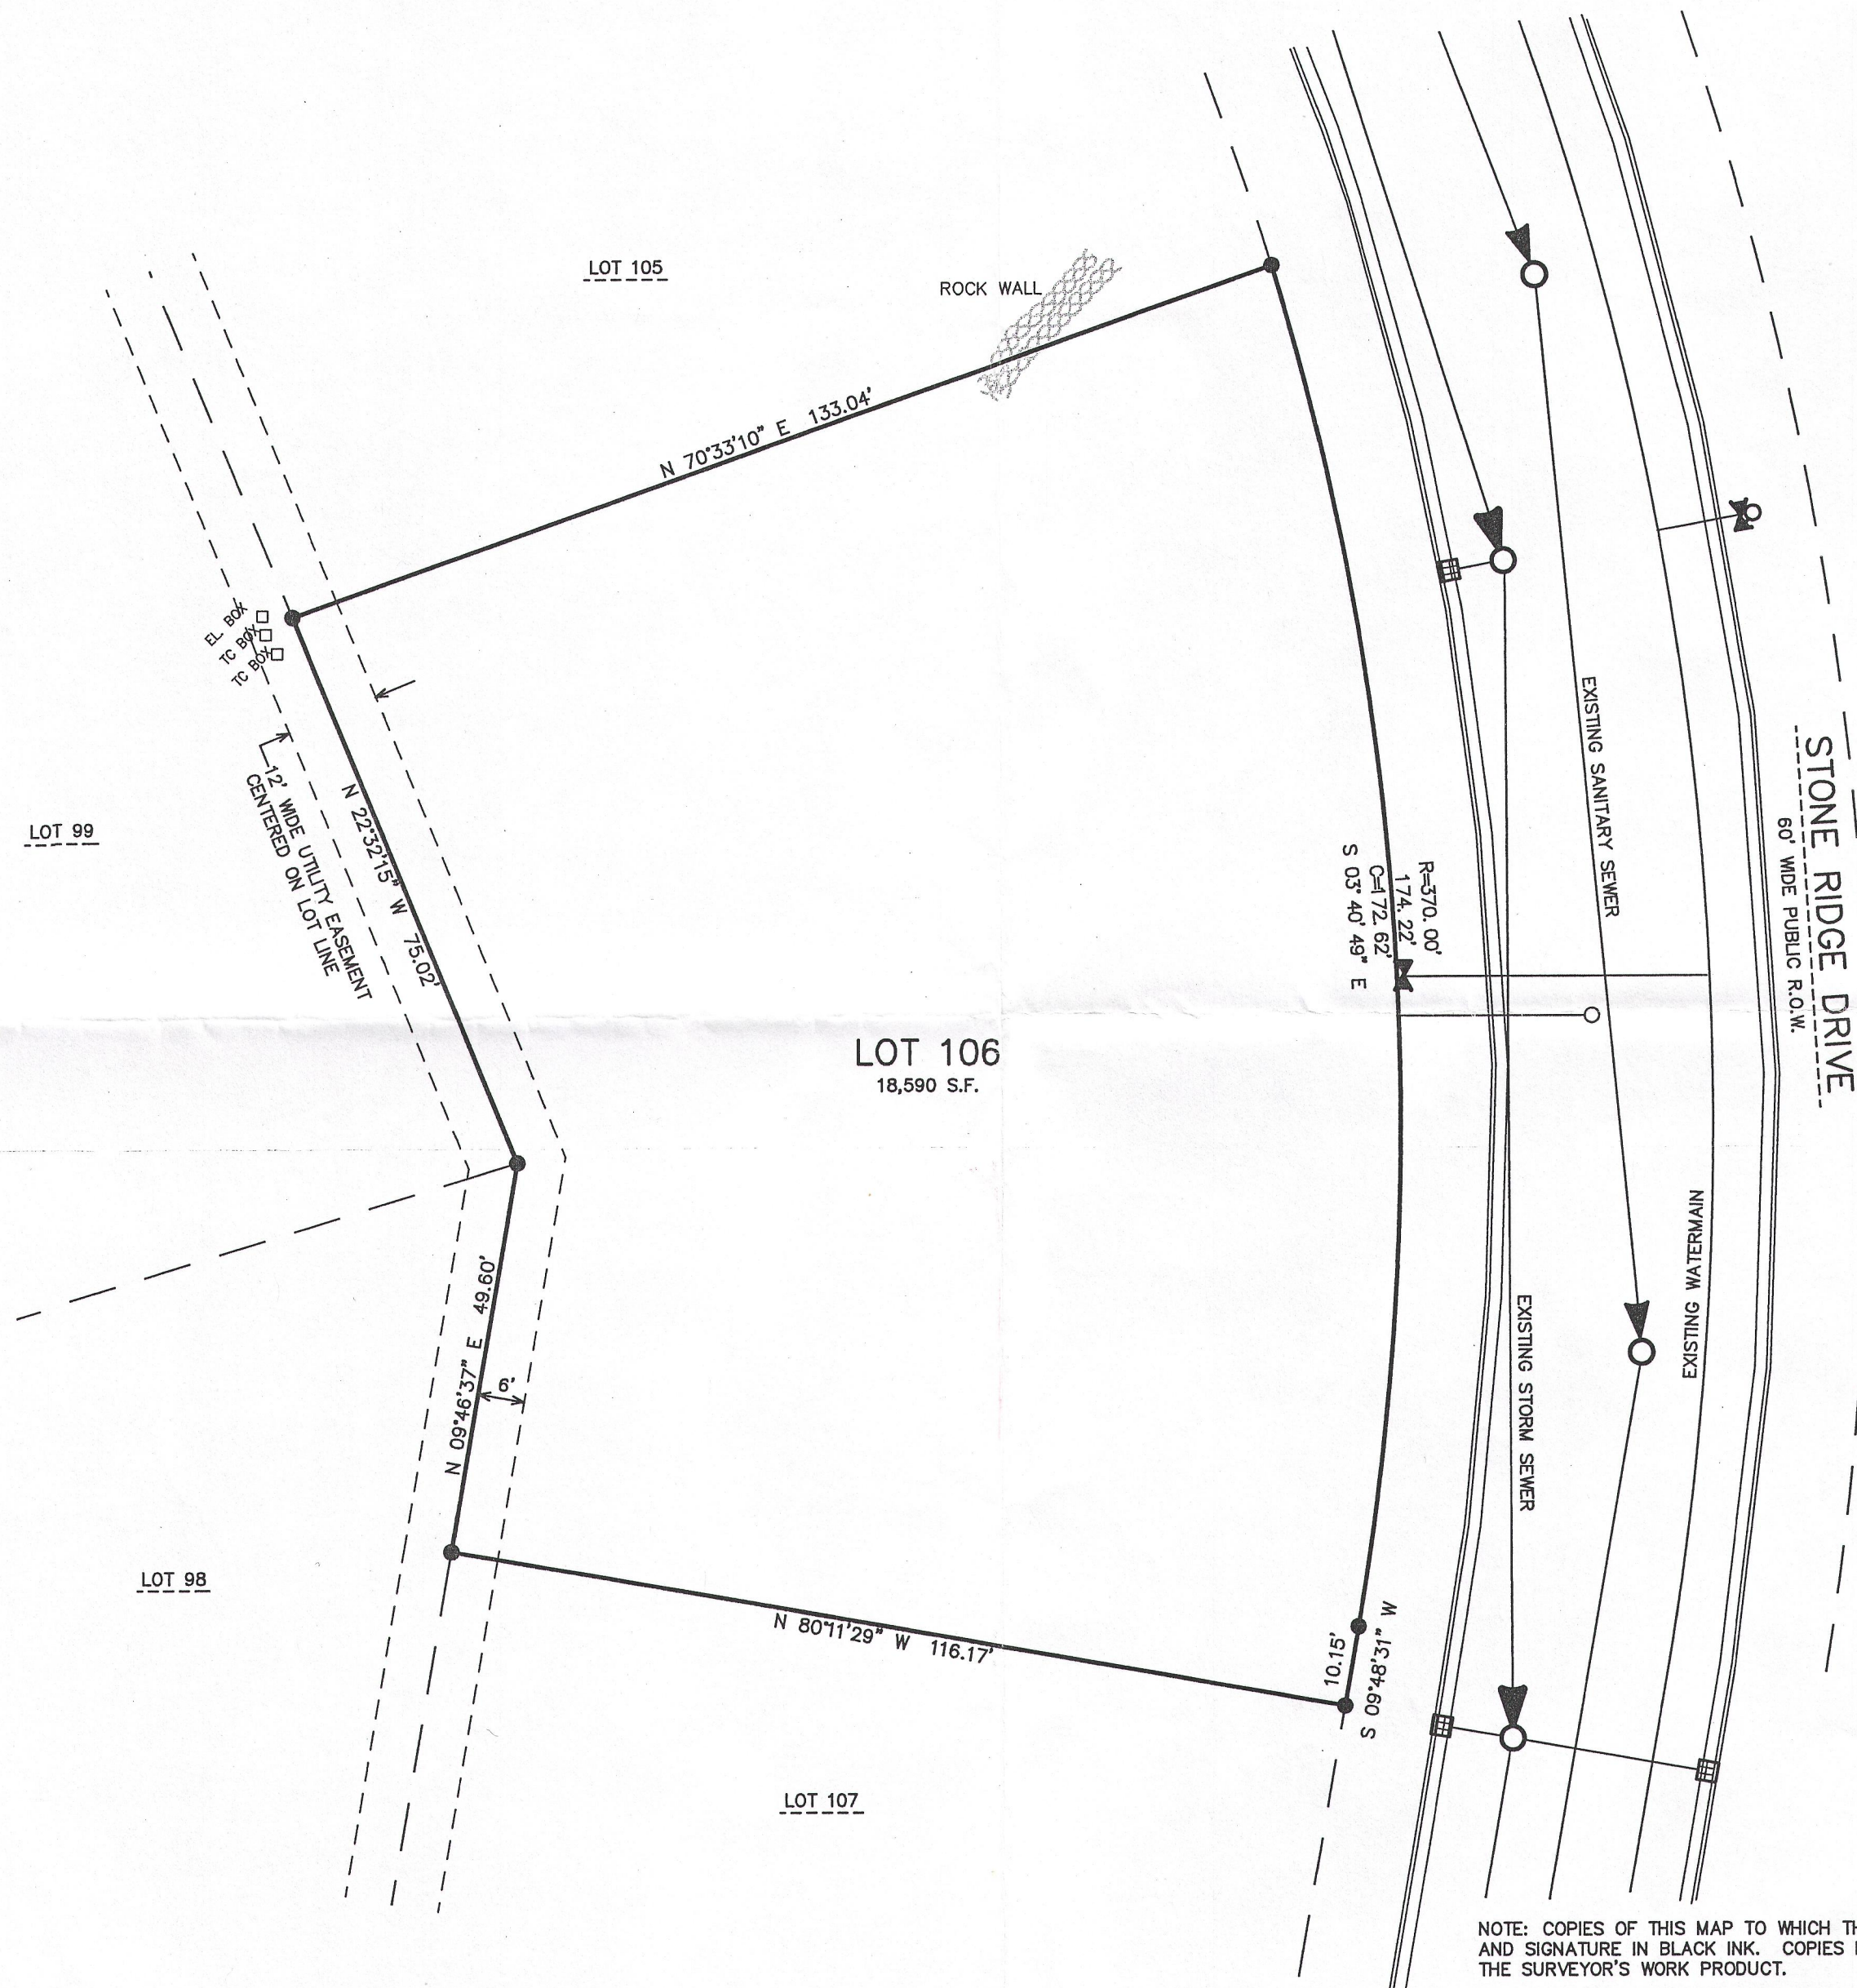 LOT 105
ROCK WALL
N 70°33'10" E 133.04'
EL. BOX
TC BOX
TC BOX
12' WIDE UTILITY EASEMENT
CENTERED ON LOT LINE
N 22°32'15" W 75.02'
LOT 99
R=370.00'
174.22'
C=172.62'
S 03°40'49" E
EXISTING SANITARY SEWER
STONE RIDGE DRIVE
60' WIDE PUBLIC R.O.W.
LOT 106
18,590 S.F.
EXISTING WATERMAIN
EXISTING STORM SEWER
N 09°46'37" E 49.60'
6'
LOT 98
N 80°11'29" W 116.17'
10.15'
S 09°48'31" W
LOT 107
NOTE: COPIES OF THIS MAP TO WHICH
AND SIGNATURE IN BLACK INK. COPIES
THE SURVEYOR'S WORK PRODUCT.